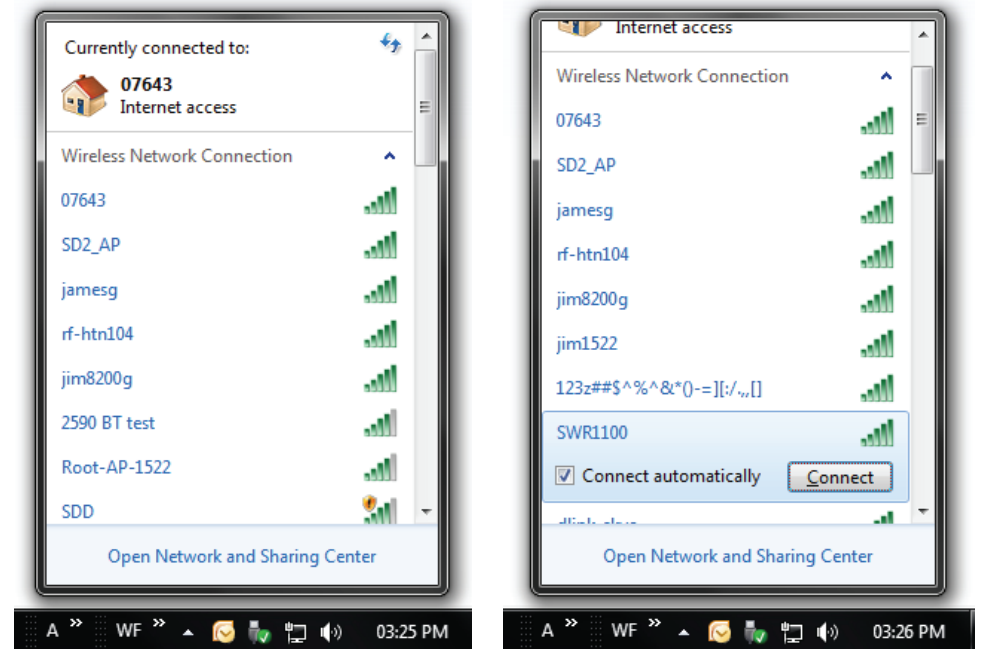 Currently connected to:
07643
Internet access
Wireless Network Connection
07643
SD2_AP
jamesg
rf-htn104
jim8200g
2590 BT test
Root-AP-1522
SDD
Open Network and Sharing Center
A » WF » 03:25 PM
Internet access
Wireless Network Connection
07643
SD2_AP
jamesg
rf-htn104
jim8200g
jim1522
123z##$^%^&*()-=][:/.,,[]
SWR1100
Connect automatically Connect
Open Network and Sharing Center
A » WF » 03:26 PM